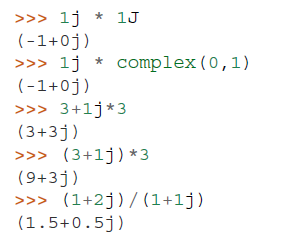 >>> 1j * 1J
(-1+0j)
>>> 1j * complex(0,1)
(-1+0j)
>>> 3+1j*3
(3+3j)
>>> (3+1j)*3
(9+3j)
>>> (1+2j)/(1+1j)
(1.5+0.5j)